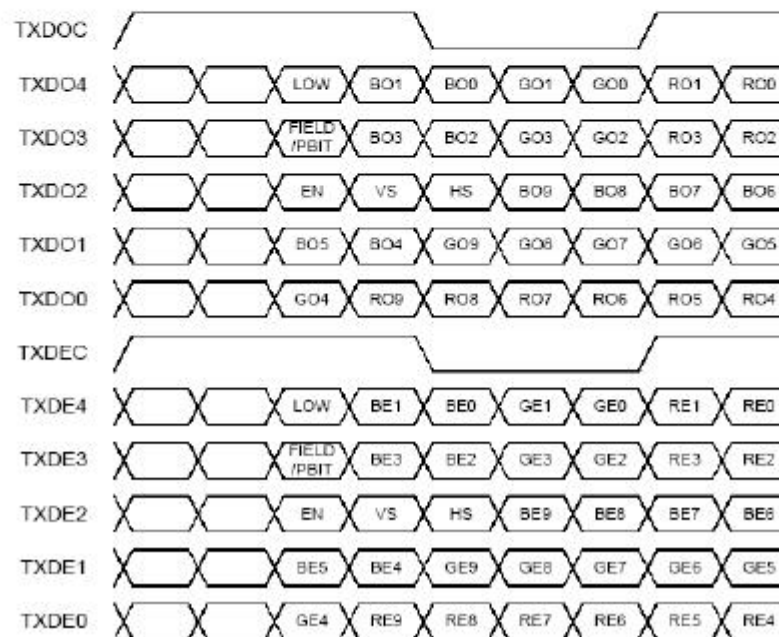 TXDOC
TXDO4 LOW BO1 BO0 GO1 GO0 RO1 RO0
TXDO3 FIELD /PBIT BO3 BO2 GO3 GO2 RO3 RO2
TXDO2 EN VS HS BO9 BO8 BO7 BO6
TXDO1 BO5 BO4 GO9 GO8 GO7 GO6 GO5
TXDO0 GO4 RO9 RO8 RO7 RO6 RO5 RO4
TXDEC
TXDE4 LOW BE1 BE0 GE1 GE0 RE1 RE0
TXDE3 FIELD /PBIT BE3 BE2 GE3 GE2 RE3 RE2
TXDE2 EN VS HS BE9 BE8 BE7 BE6
TXDE1 BE5 BE4 GE9 GE8 GE7 GE6 GE5
TXDE0 GE4 RE9 RE8 RE7 RE6 RE5 RE4